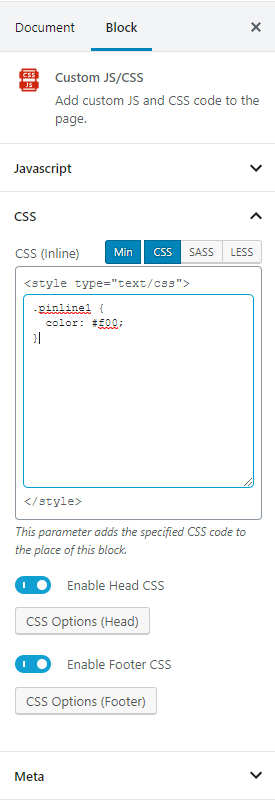 Document Block
CSS
JS
Custom JS/CSS
Add custom JS and CSS code to the
page.
Javascript
CSS
CSS (Inline) Min CSS SASS LESS
<style type="text/css">
.pinline1 {
  color: #f00;
}
</style>
This parameter adds the specified CSS code to
the place of this block.
Enable Head CSS
CSS Options (Head)
Enable Footer CSS
CSS Options (Footer)
Meta